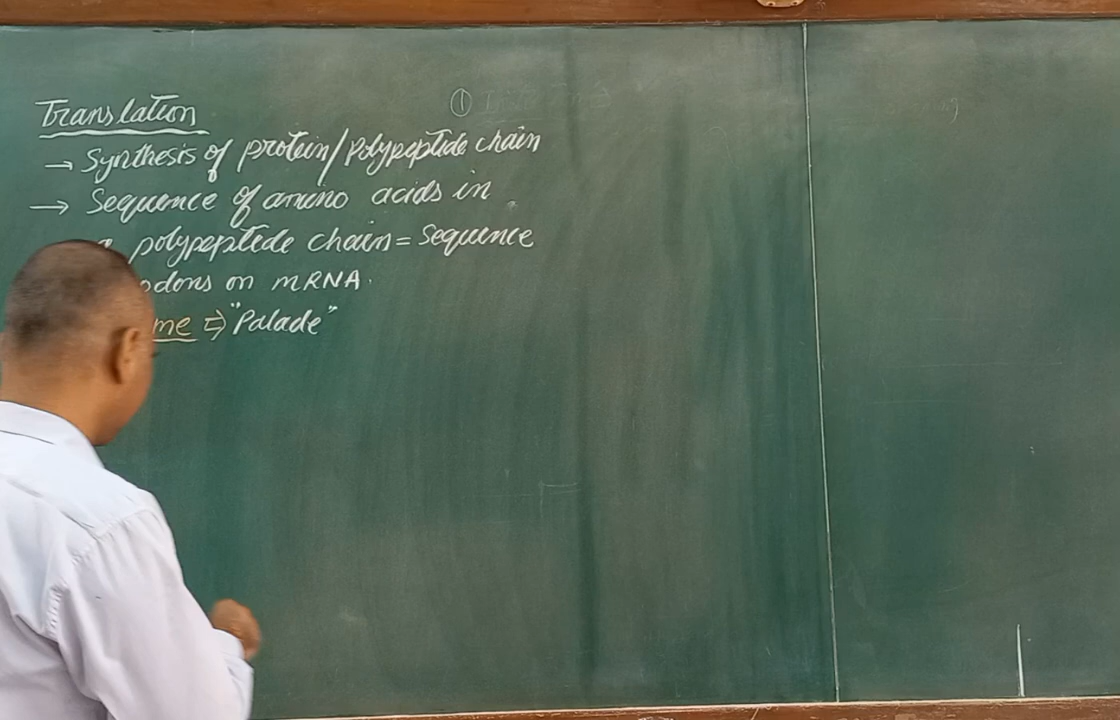 Translation
①
→ Synthesis of protein/polypeptide chain
→ Sequence of amino acids in
polypeptide chain = Sequence
odons on mRNA.
me ⇨ "Palade"